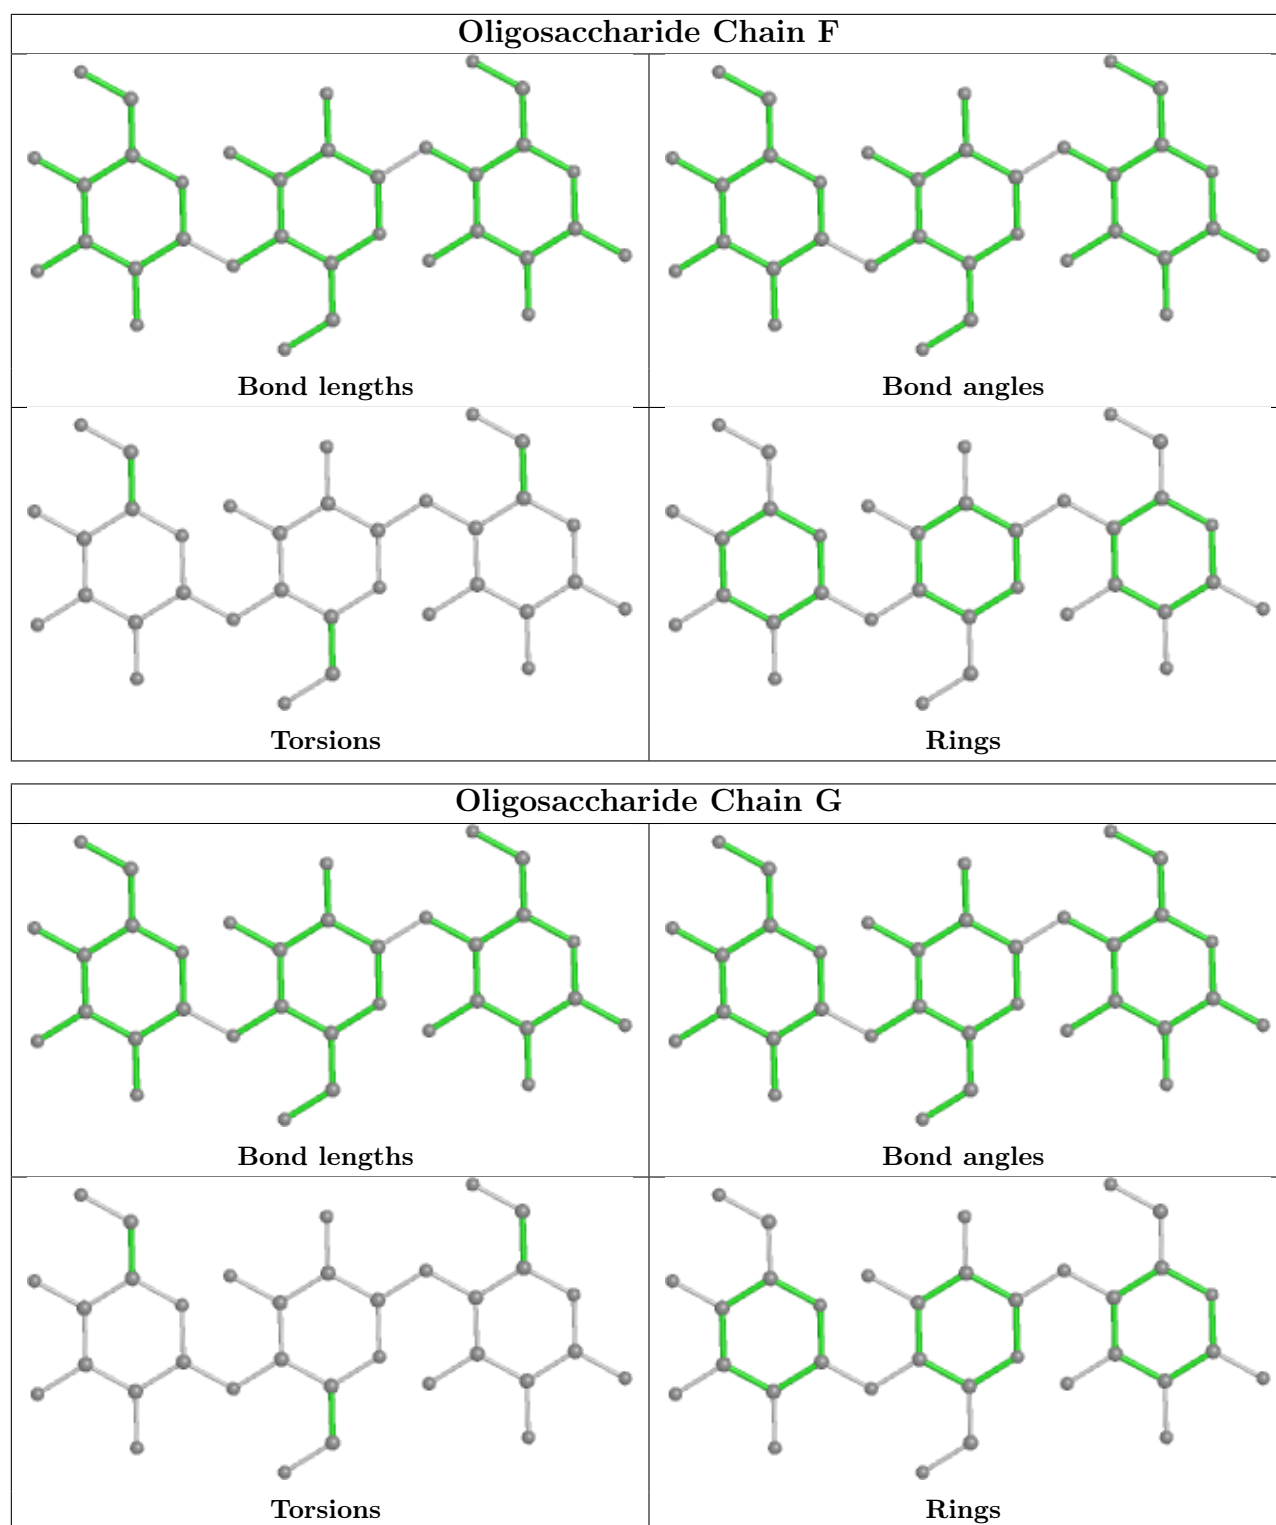 Oligosaccharide Chain F
Bond lengths
Bond angles
Torsions
Rings
Oligosaccharide Chain G
Bond lengths
Bond angles
Torsions
Rings